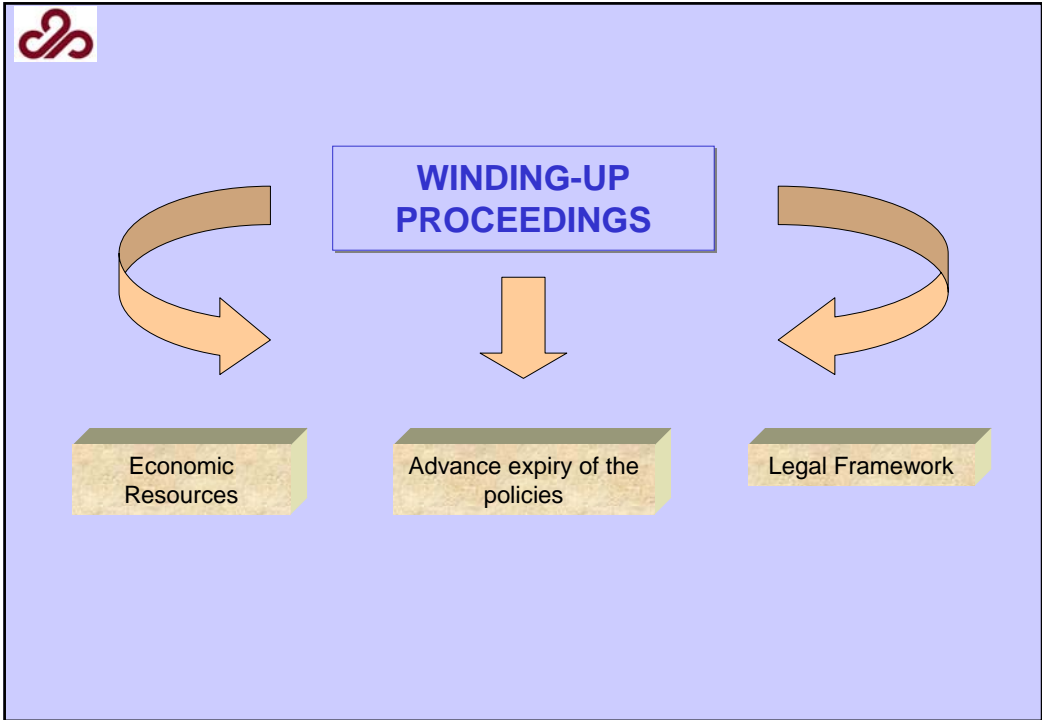 WINDING-UP
PROCEEDINGS
Economic
Resources
Advance expiry of the
policies
Legal Framework